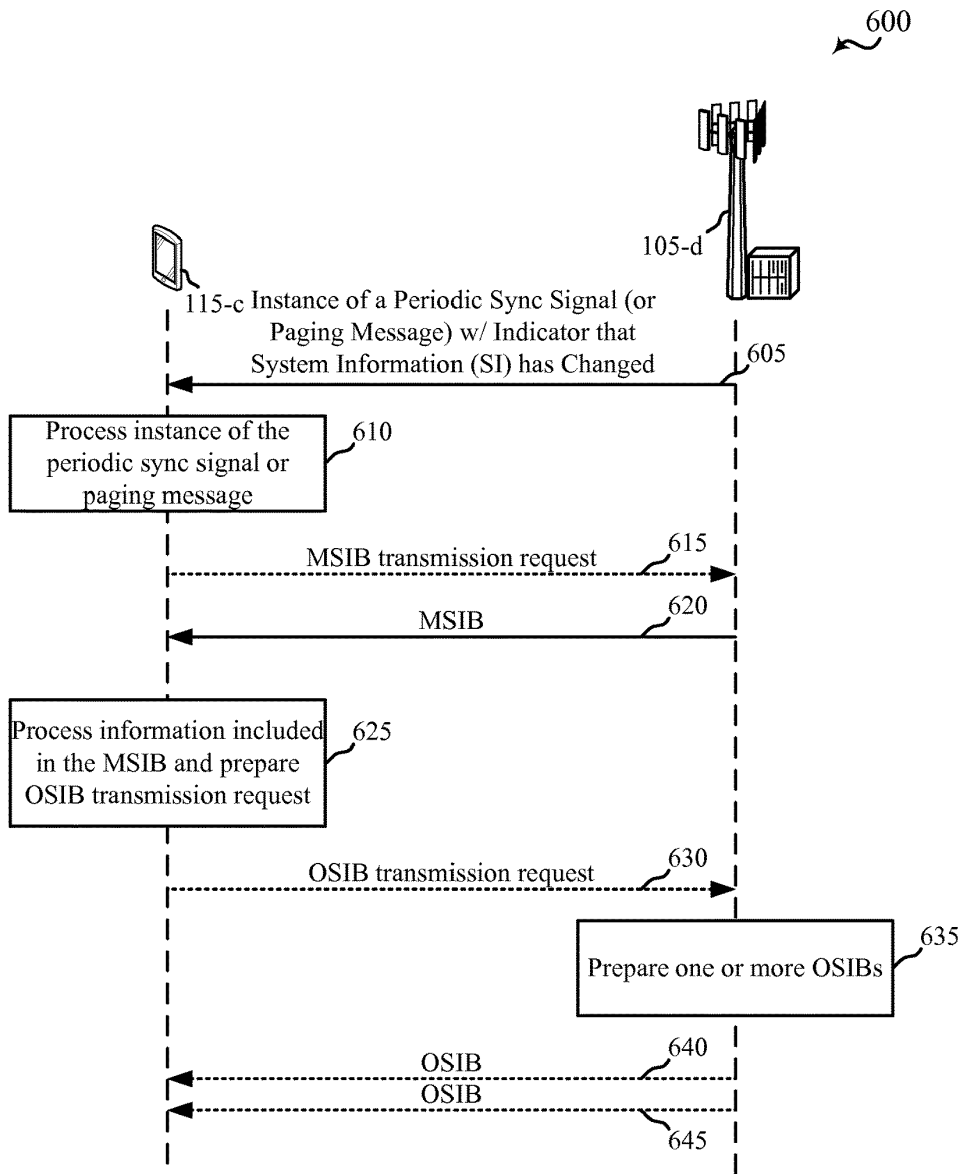 600
105-d
115-c
Instance of a Periodic Sync Signal (or
Paging Message) w/ Indicator that
System Information (SI) has Changed
605
Process instance of the
periodic sync signal or
paging message
610
MSIB transmission request
615
MSIB
620
Process information included
in the MSIB and prepare
OSIB transmission request
625
OSIB transmission request
630
Prepare one or more OSIBs
635
OSIB
640
OSIB
645